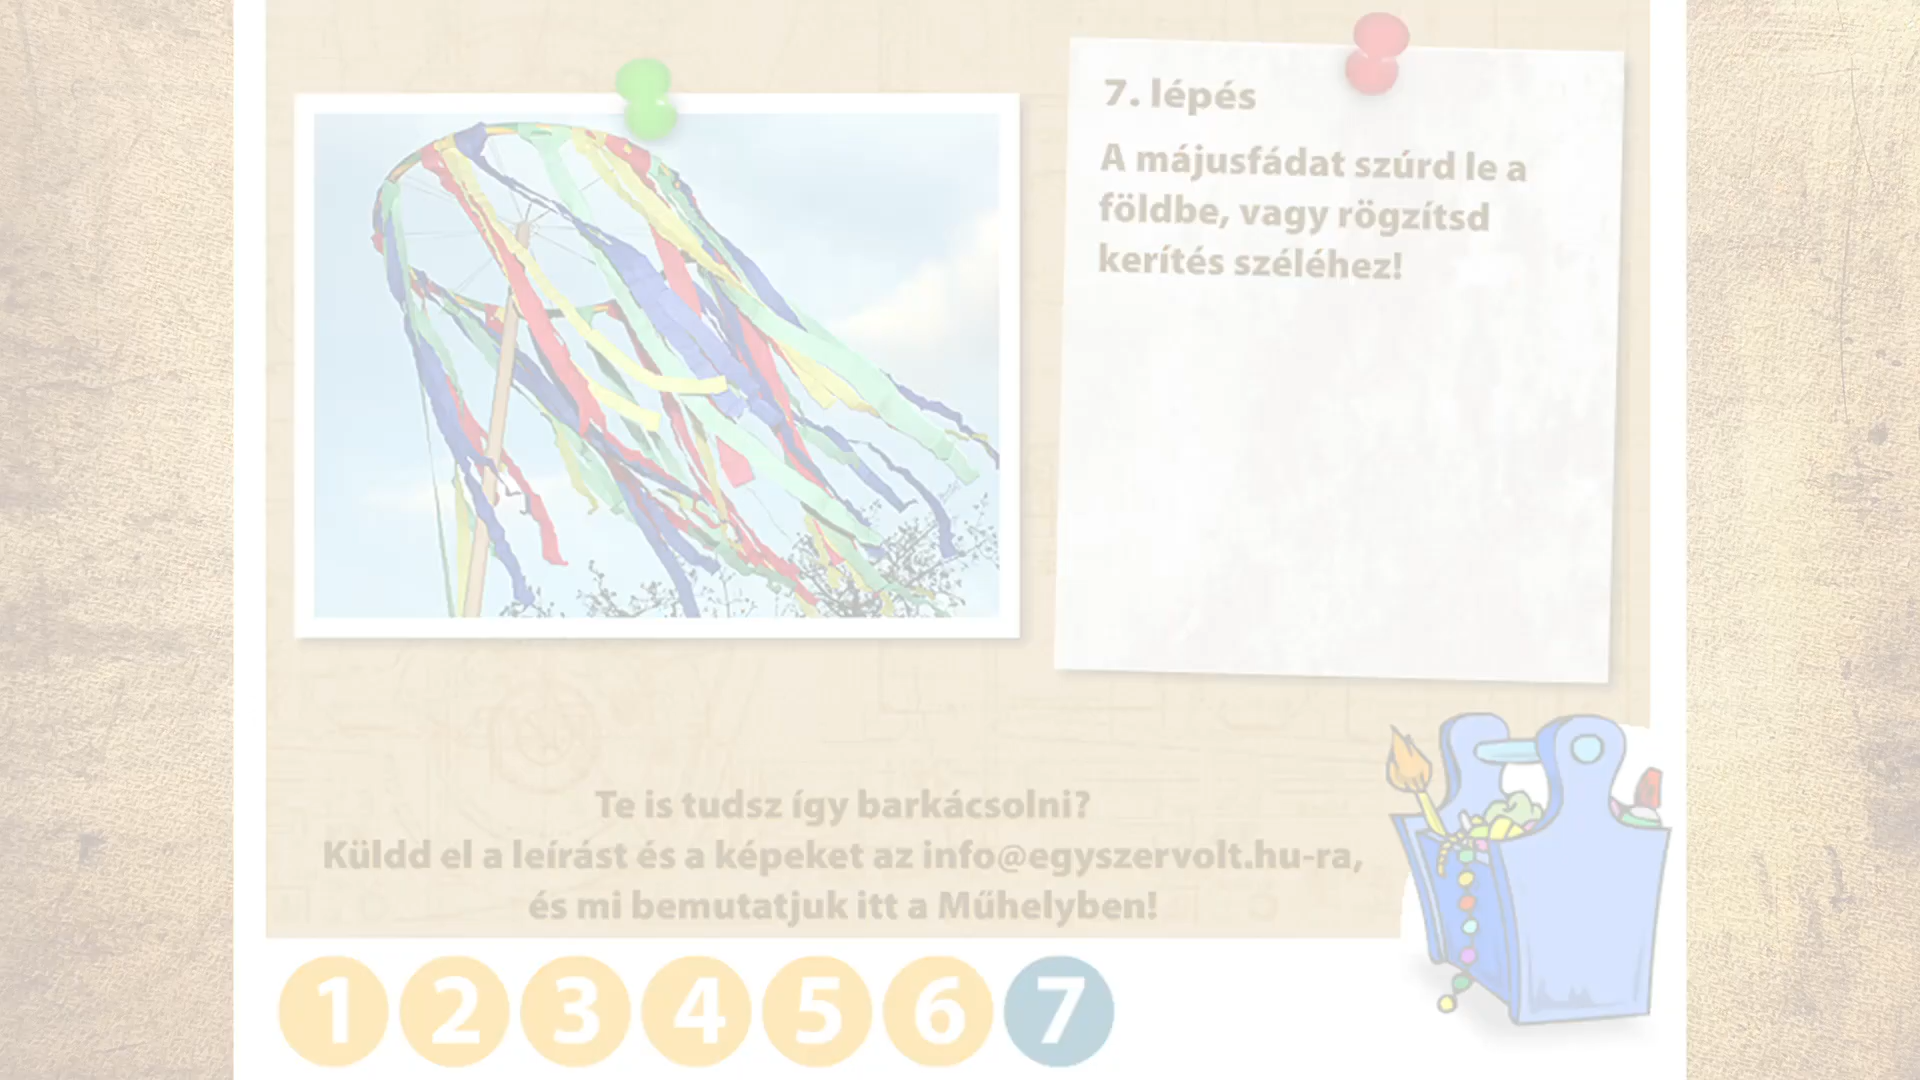 7. lépés
A májusfádat szúrd le a
földbe, vagy rögzítsd
kerítés széléhez!
Te is tudsz így barkácsolni?
Küldd el a leírást és a képeket az info@egyszervolt.hu-ra,
és mi bemutatjuk itt a Műhelyben!
1 2 3 4 5 6 7